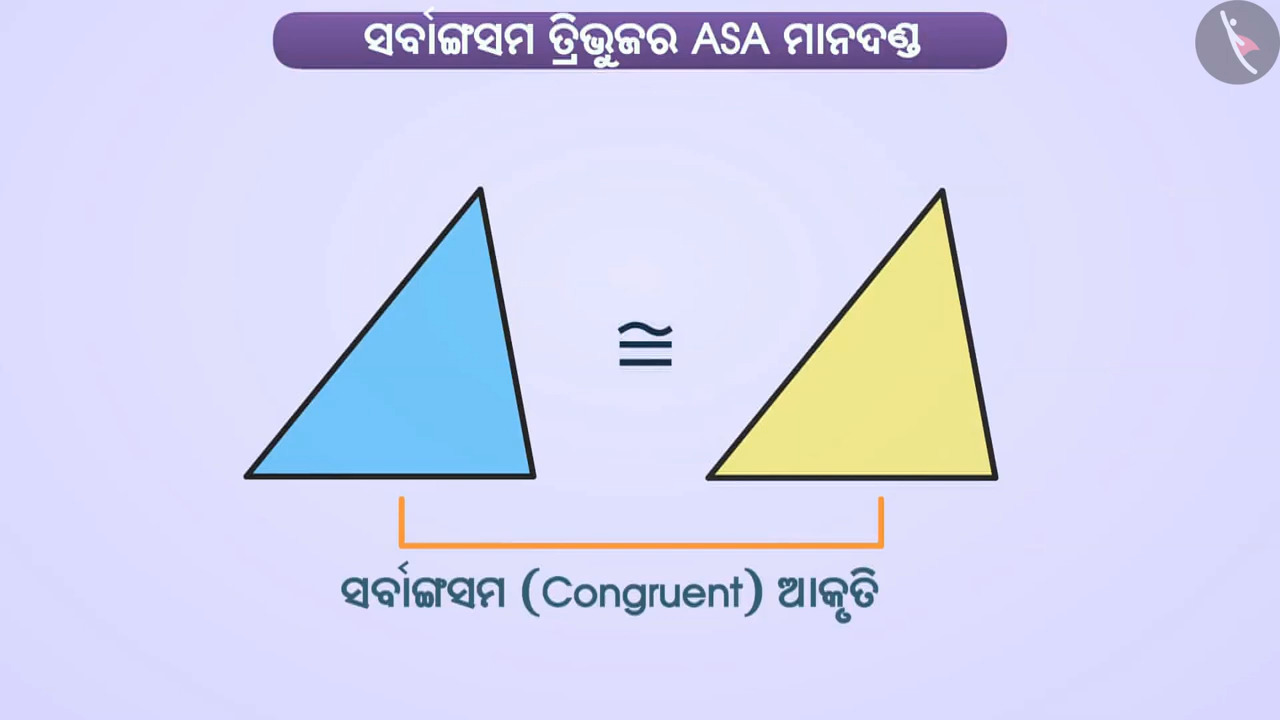 ସର୍ବାଙ୍ଗସମ ତ୍ରିଭୁଜର ASA ମାନଦଣ୍ଡ
≅
ସର୍ବାଙ୍ଗସମ (Congruent) ଆକୃତି